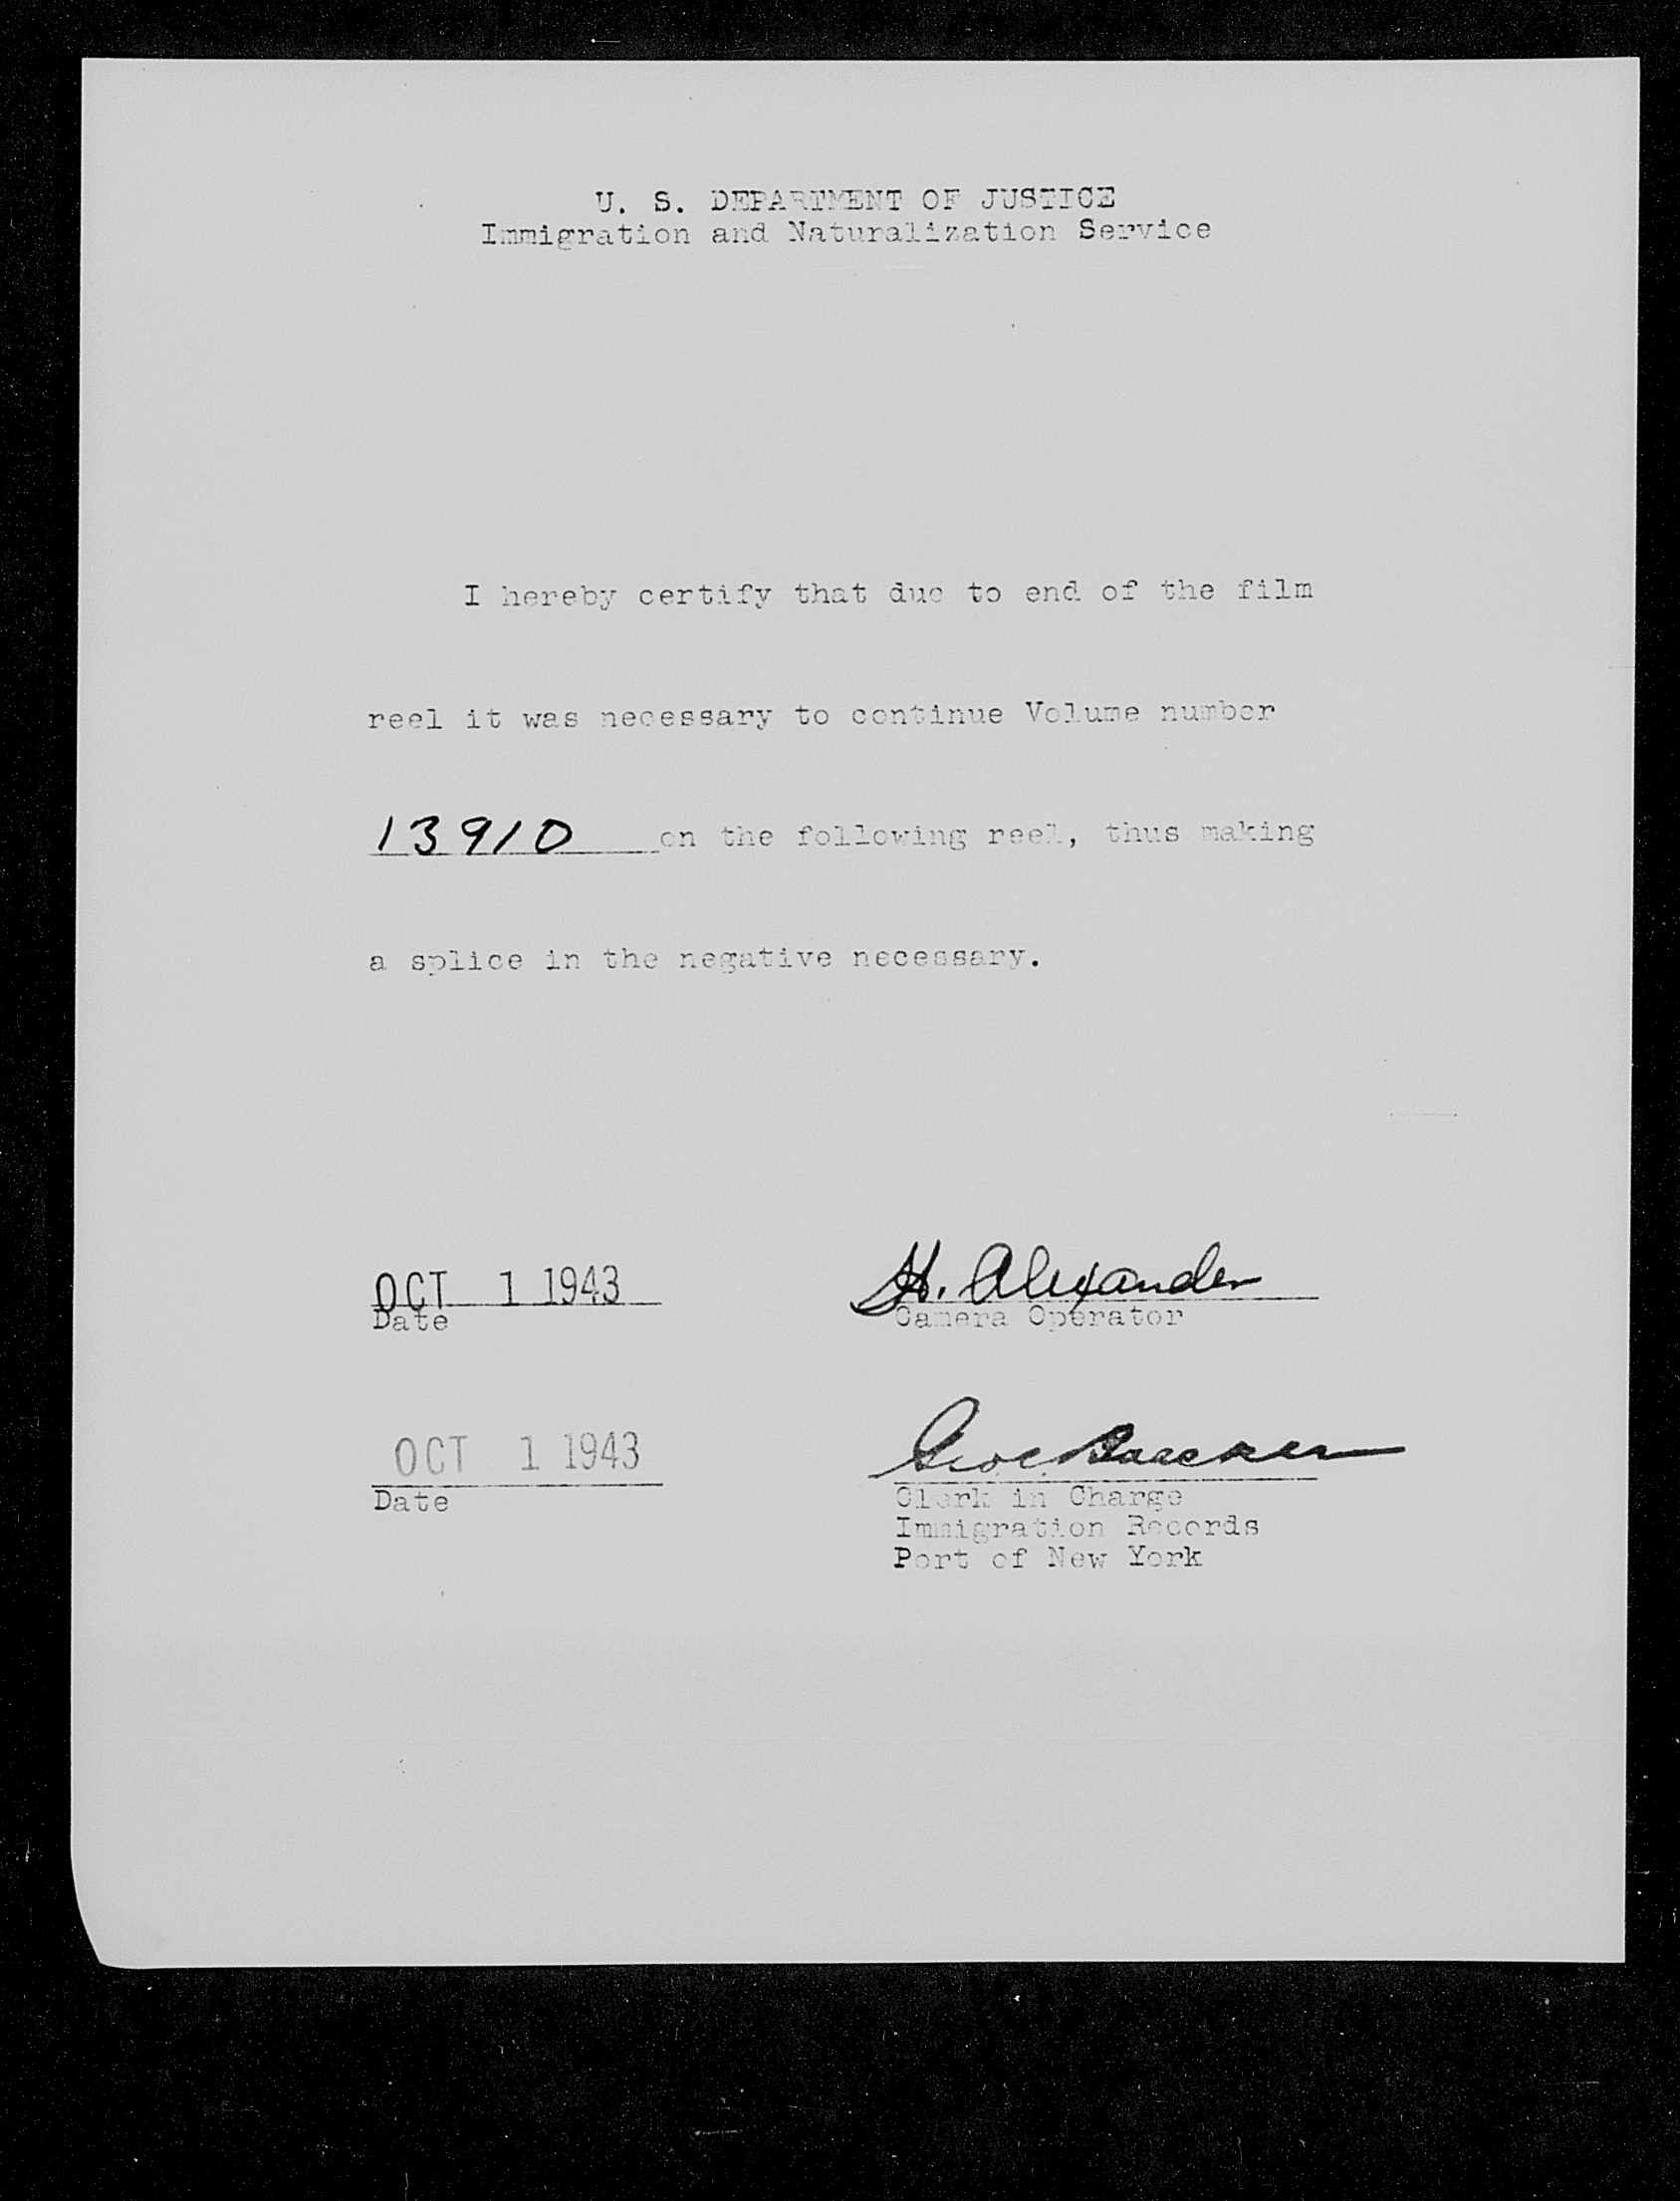 U. S. DEPARTMENT OF JUSTICE
Immigration and Naturalization Service
I hereby certify that due to end of the film
reel it was necessary to continue Volume number
13910 on the following reel, thus making
a splice in the negative necessary.
OCT 1 1943
Date
H. Alexander
Camera Operator
OCT 1 1943
Date
Geo.
Clerk in Charge
Immigration Records
Port of New York